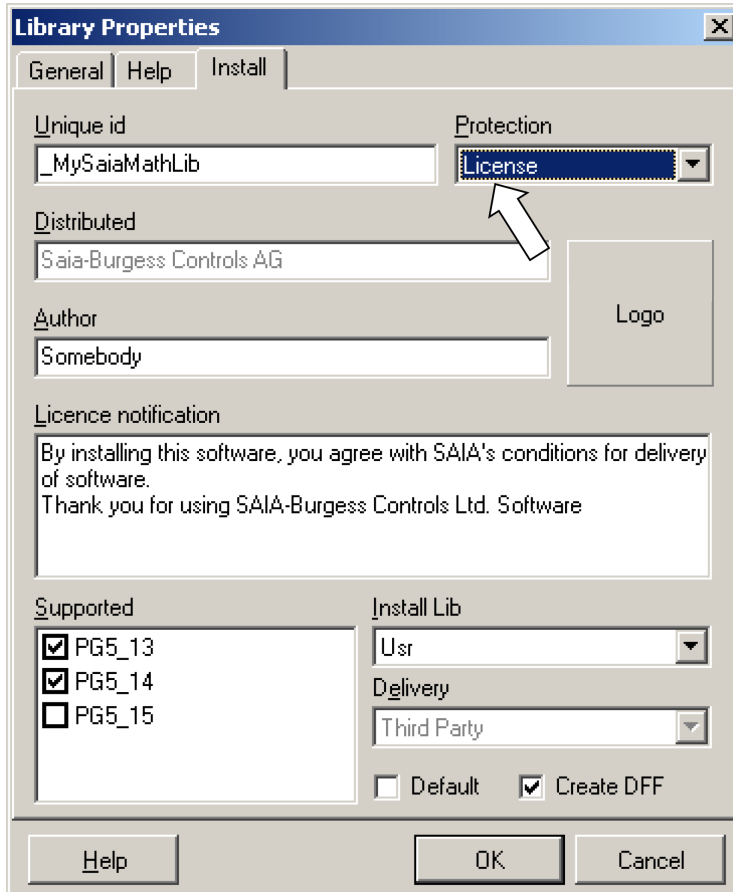 Library Properties
General Help Install
Unique id
Protection
_MySaiaMathLib
License
Distributed
Saia-Burgess Controls AG
Logo
Author
Somebody
Licence notification
By installing this software, you agree with SAIA's conditions for delivery
of software.
Thank you for using SAIA-Burgess Controls Ltd. Software
Supported
PG5_13
PG5_14
PG5_15
Install Lib
Usr
Delivery
Third Party
Default
Create DFF
Help
OK
Cancel